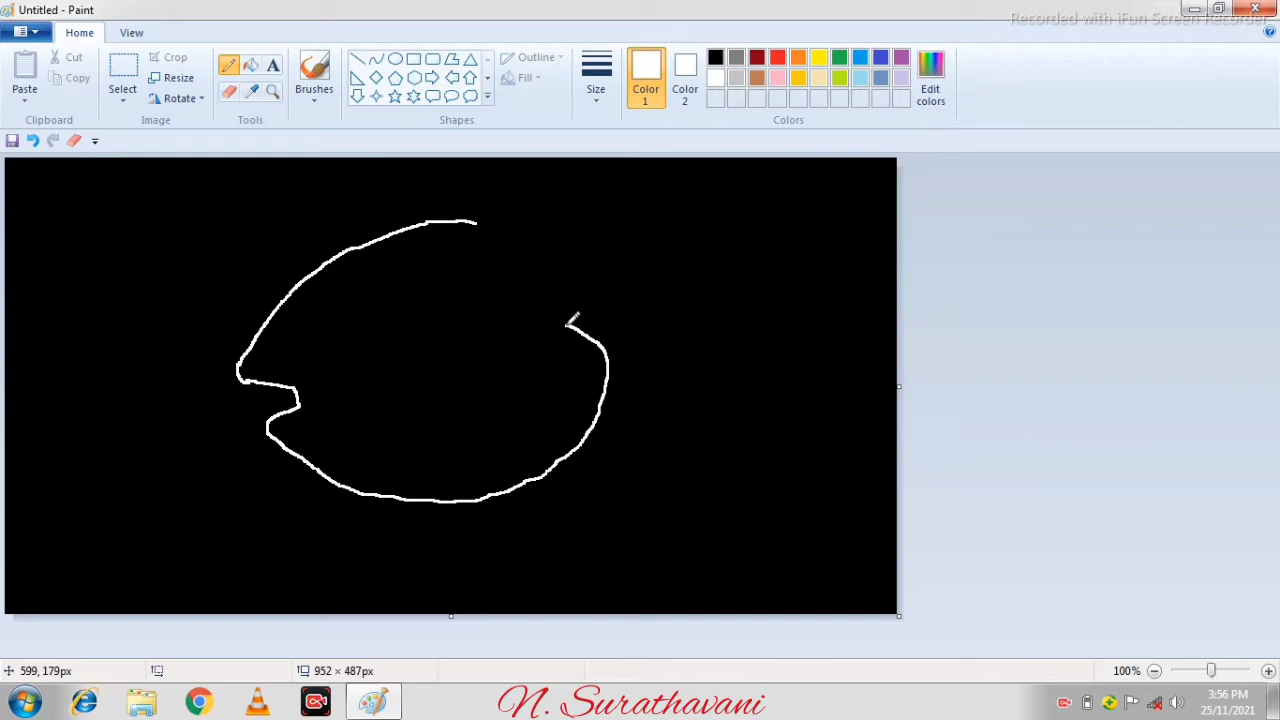 Untitled - Paint
Recorded with iFun Screen Recorder
Home
View
Paste
Cut
Copy
Clipboard
Select
Crop
Resize
Rotate
Image
A
Tools
Brushes
Shapes
Outline
Fill
Size
Color 1
Color 2
Edit colors
Colors
599, 179px
952 × 487px
100%
N. Surathavani
3:56 PM
25/11/2021